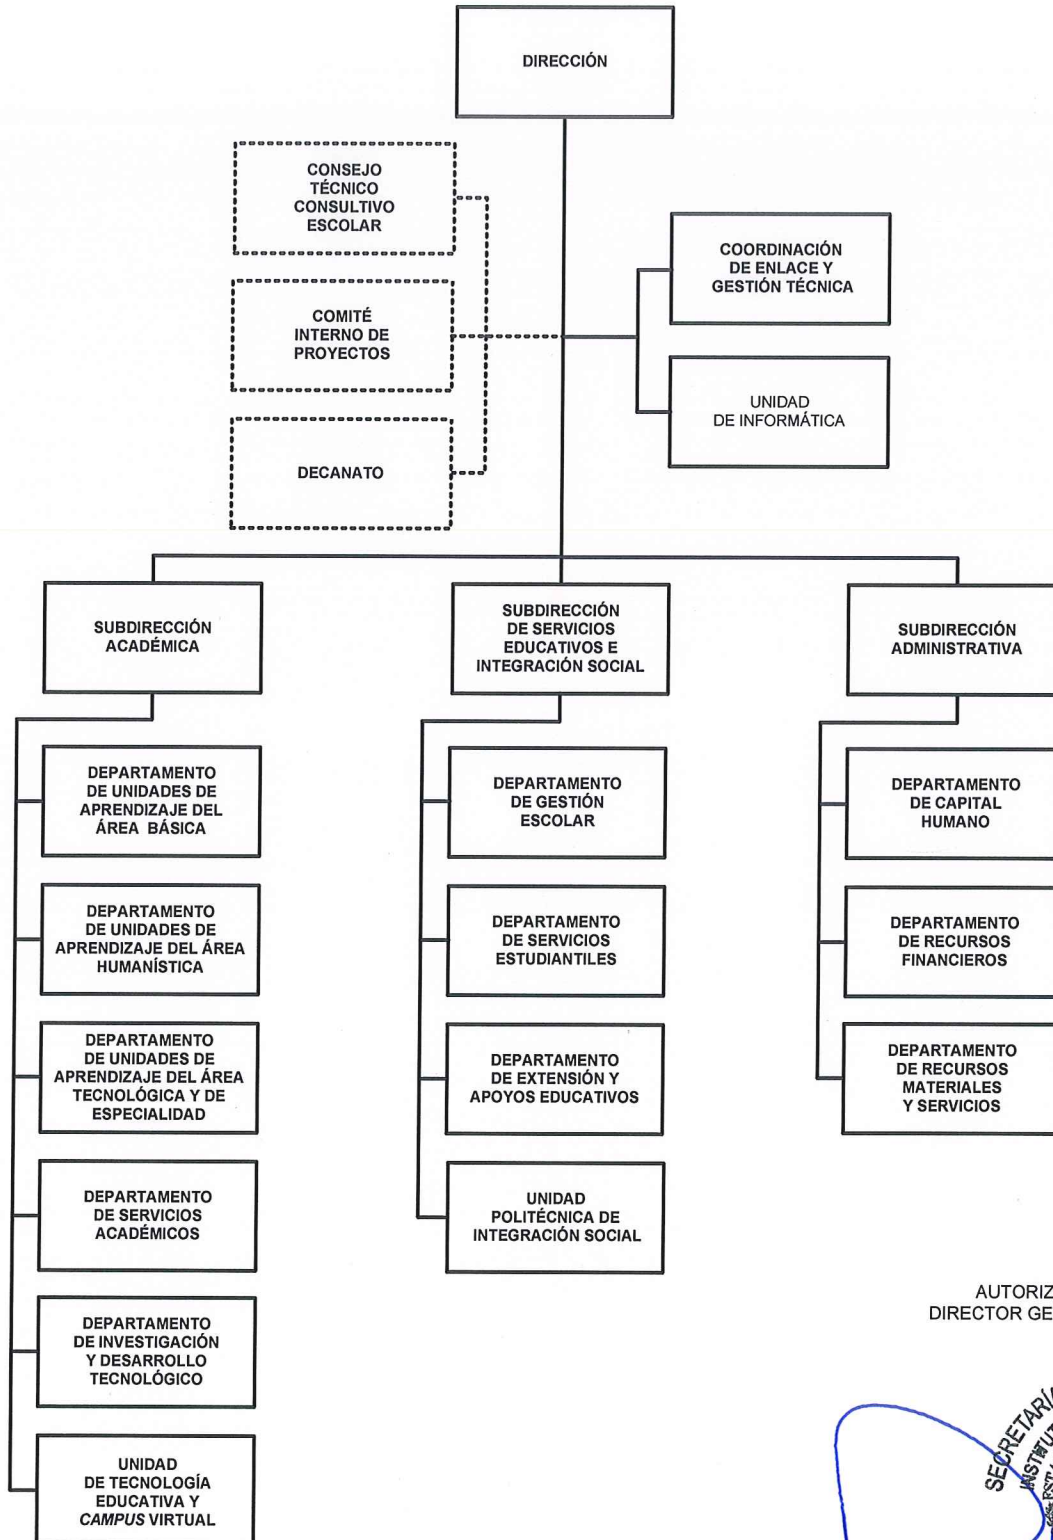 DIRECCIÓN
CONSEJO
TÉCNICO
CONSULTIVO
ESCOLAR
COMITÉ
INTERNO DE
PROYECTOS
DECANATO
COORDINACIÓN
DE ENLACE Y
GESTIÓN TÉCNICA
UNIDAD
DE INFORMÁTICA
SUBDIRECCIÓN
ACADÉMICA
DEPARTAMENTO
DE UNIDADES DE
APRENDIZAJE DEL
ÁREA BÁSICA
DEPARTAMENTO
DE UNIDADES DE
APRENDIZAJE DEL ÁREA
HUMANÍSTICA
DEPARTAMENTO
DE UNIDADES DE
APRENDIZAJE DEL ÁREA
TECNOLÓGICA Y DE
ESPECIALIDAD
DEPARTAMENTO
DE SERVICIOS
ACADÉMICOS
DEPARTAMENTO
DE INVESTIGACIÓN
Y DESARROLLO
TECNOLÓGICO
UNIDAD
DE TECNOLOGÍA
EDUCATIVA Y
CAMPUS VIRTUAL
SUBDIRECCIÓN
DE SERVICIOS
EDUCATIVOS E
INTEGRACIÓN SOCIAL
DEPARTAMENTO
DE GESTIÓN
ESCOLAR
DEPARTAMENTO
DE SERVICIOS
ESTUDIANTILES
DEPARTAMENTO
DE EXTENSIÓN Y
APOYOS EDUCATIVOS
UNIDAD
POLITÉCNICA DE
INTEGRACIÓN SOCIAL
SUBDIRECCIÓN
ADMINISTRATIVA
DEPARTAMENTO
DE CAPITAL
HUMANO
DEPARTAMENTO
DE RECURSOS
FINANCIEROS
DEPARTAMENTO
DE RECURSOS
MATERIALES
Y SERVICIOS
AUTORIZ
DIRECTOR GE
SECRETARÍA
INSTITUT